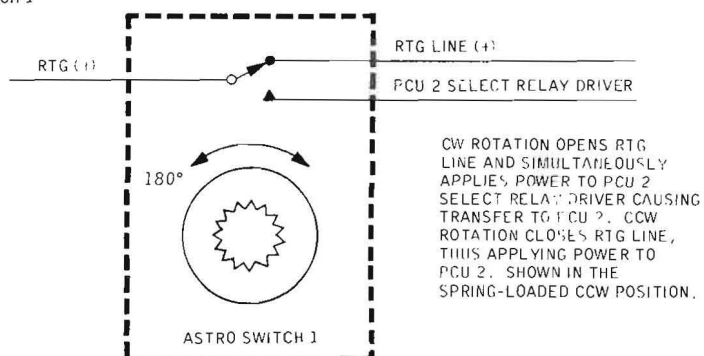 RTG (+)
RTG LINE (+)
PCU 2 SELECT RELAY DRIVER
180°
CW ROTATION OPENS RTG
LINE AND SIMULTANEOUSLY
APPLIES POWER TO PCU 2
SELECT RELAY DRIVER CAUSING
TRANSFER TO PCU 2. CCW
ROTATION CLOSES RTG LINE,
THUS APPLYING POWER TO
PCU 2. SHOWN IN THE
SPRING-LOADED CCW POSITION.
ASTRO SWITCH 1